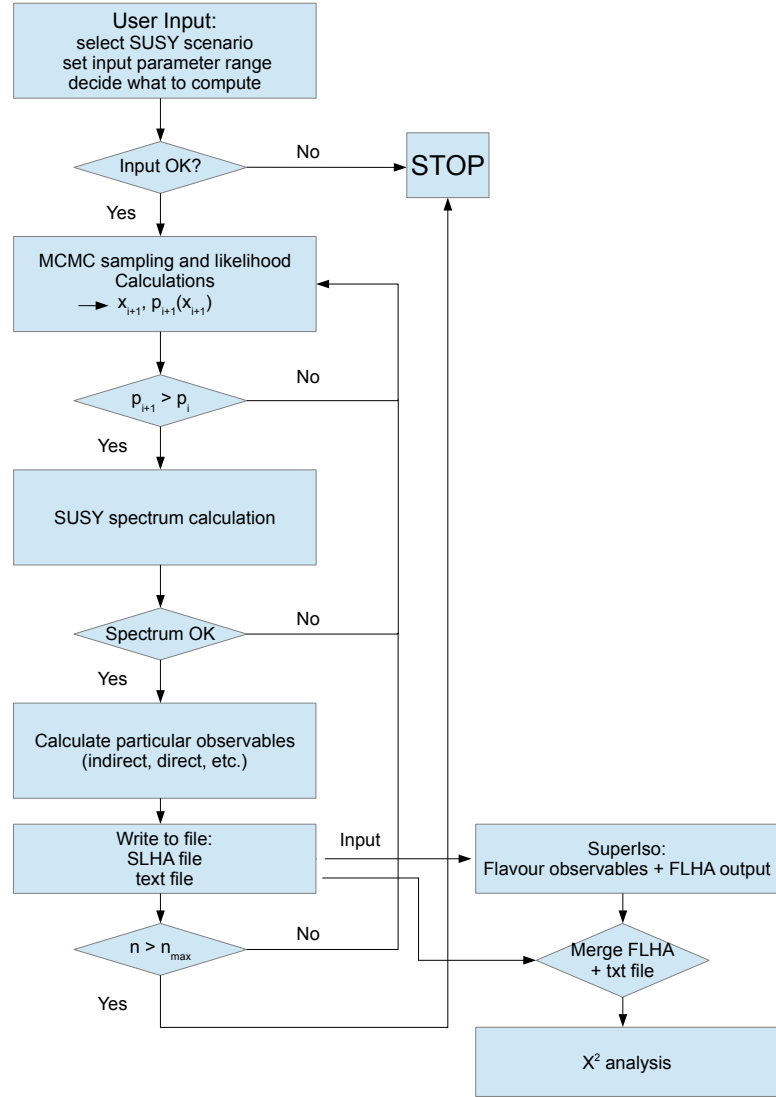 User Input:
select SUSY scenario
set input parameter range
decide what to compute
Input OK?
No
STOP
Yes
MCMC sampling and likelihood
Calculations
→ x_{i+1}, p_{i+1}(x_{i+1})
p_{i+1} > p_i
No
Yes
SUSY spectrum calculation
Spectrum OK
No
Yes
Calculate particular observables
(indirect, direct, etc.)
Write to file:
SLHA file
text file
Input
SuperIso:
Flavour observables + FLHA output
n > n_{max}
No
Yes
Merge FLHA
+ txt file
X² analysis